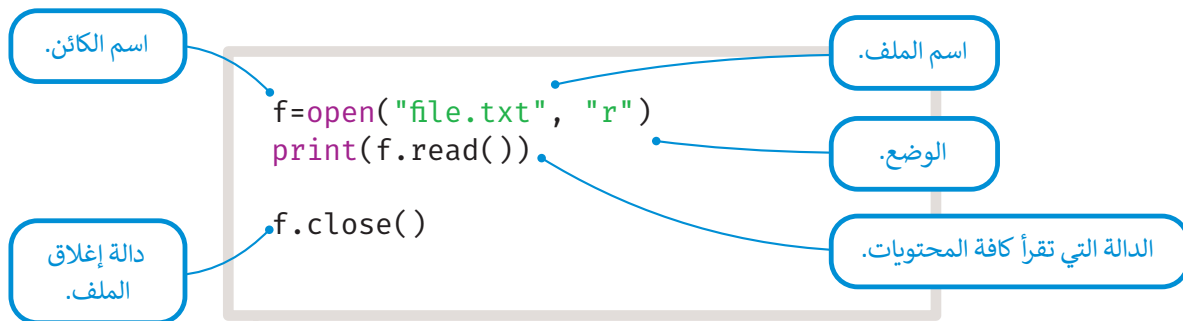 اسم الكائن.
اسم الملف.
f=open("file.txt", "r")
print(f.read())
الوضع.
f.close()
الدالة التي تقرأ كافة المحتويات.
دالة إغلاق
الملف.